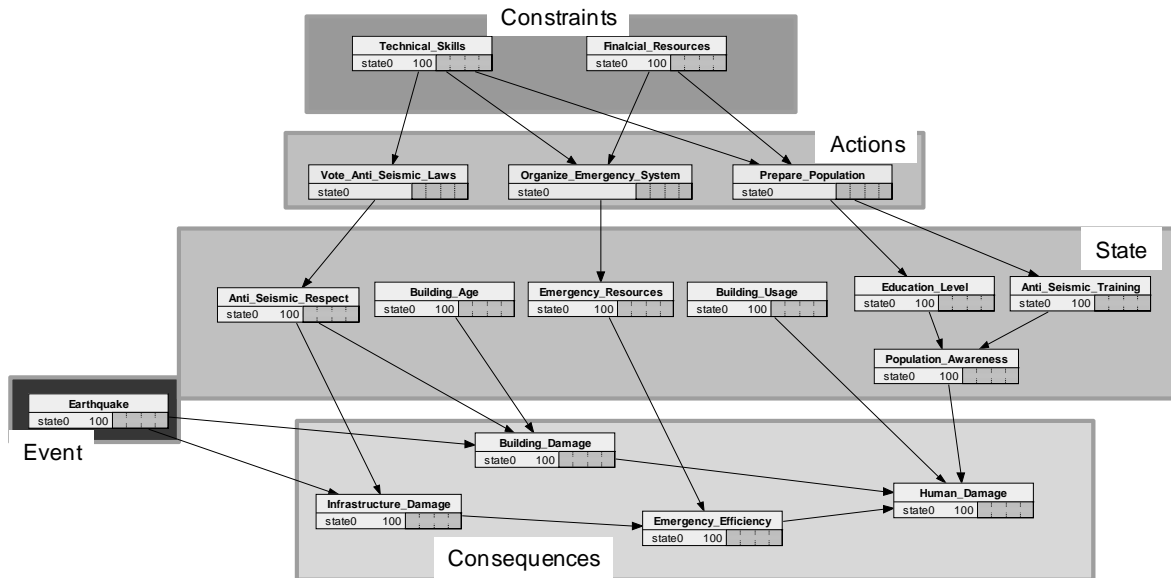 Constraints
Technical_Skills
state0 100
Finalcial_Resources
state0 100
Actions
Vote_Anti_Seismic_Laws
state0
Organize_Emergency_System
state0
Prepare_Population
state0
State
Anti_Seismic_Respect
state0 100
Building_Age
state0 100
Emergency_Resources
state0 100
Building_Usage
state0 100
Education_Level
state0 100
Anti_Seismic_Training
state0 100
Population_Awareness
state0 100
Earthquake
state0 100
Event
Building_Damage
state0 100
Infrastructure_Damage
state0 100
Emergency_Efficiency
state0 100
Human_Damage
state0 100
Consequences